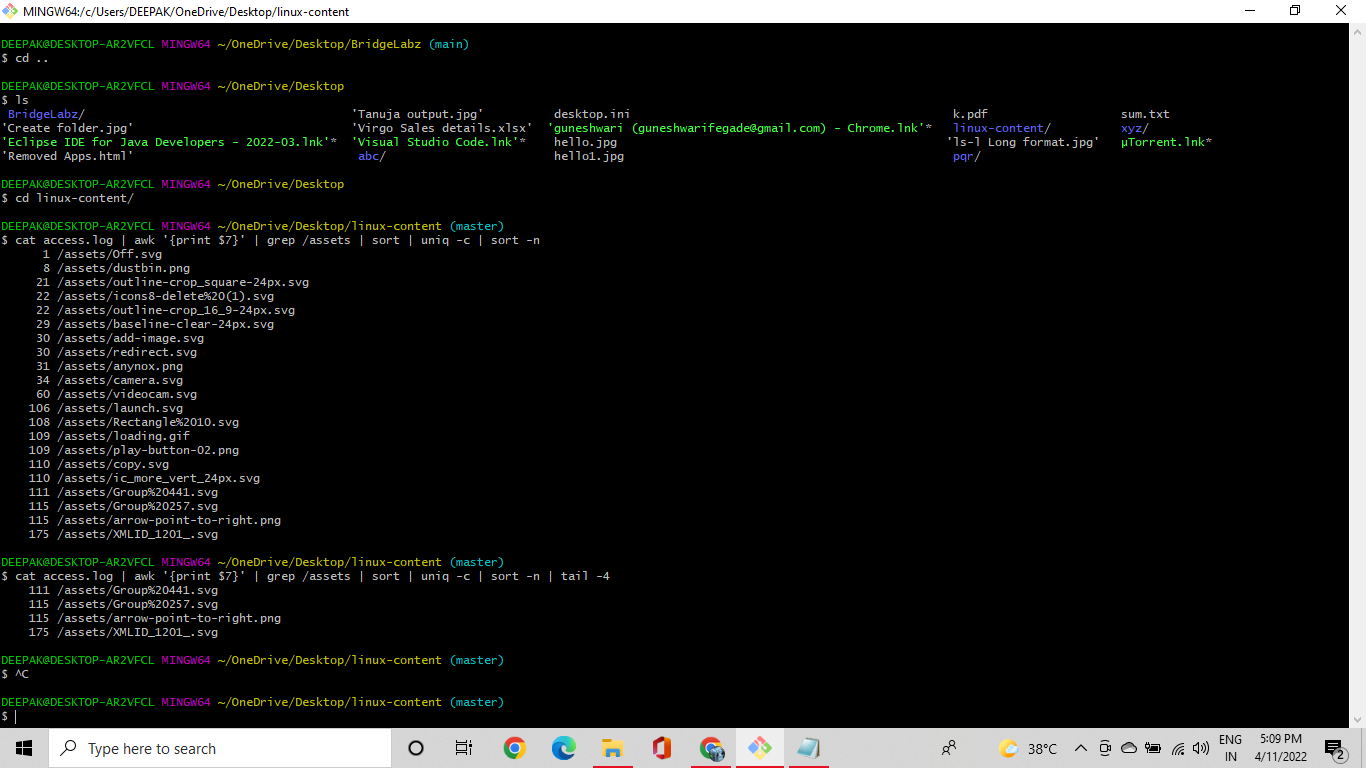 MINGW64:/c/Users/DEEPAK/OneDrive/Desktop/linux-content
DEEPAK@DESKTOP-AR2VFCL MINGW64 ~/OneDrive/Desktop/BridgeLabz (main)
$ cd ..
DEEPAK@DESKTOP-AR2VFCL MINGW64 ~/OneDrive/Desktop
$ ls
BridgeLabz/ 'Tanuja output.jpg' desktop.ini k.pdf sum.txt
'Create folder.jpg' 'Virgo Sales details.xlsx' 'guneshwari (guneshwarifegade@gmail.com) - Chrome.lnk'* linux-content/ xyz/
'Eclipse IDE for Java Developers - 2022-03.lnk'* 'Visual Studio Code.lnk'* hello.jpg 'ls-l Long format.jpg' µTorrent.lnk*
'Removed Apps.html' abc/ hello1.jpg pqr/
DEEPAK@DESKTOP-AR2VFCL MINGW64 ~/OneDrive/Desktop
$ cd linux-content/
DEEPAK@DESKTOP-AR2VFCL MINGW64 ~/OneDrive/Desktop/linux-content (master)
$ cat access.log | awk '{print $7}' | grep /assets | sort | uniq -c | sort -n
1 /assets/Off.svg
8 /assets/dustbin.png
21 /assets/outline-crop_square-24px.svg
22 /assets/icons8-delete%20(1).svg
22 /assets/outline-crop_16_9-24px.svg
29 /assets/baseline-clear-24px.svg
30 /assets/add-image.svg
30 /assets/redirect.svg
31 /assets/anynox.png
34 /assets/camera.svg
60 /assets/videocam.svg
106 /assets/launch.svg
108 /assets/Rectangle%2010.svg
109 /assets/loading.gif
109 /assets/play-button-02.png
110 /assets/copy.svg
110 /assets/ic_more_vert_24px.svg
111 /assets/Group%20441.svg
115 /assets/Group%20257.svg
115 /assets/arrow-point-to-right.png
175 /assets/XMLID_1201_.svg
DEEPAK@DESKTOP-AR2VFCL MINGW64 ~/OneDrive/Desktop/linux-content (master)
$ cat access.log | awk '{print $7}' | grep /assets | sort | uniq -c | sort -n | tail -4
111 /assets/Group%20441.svg
115 /assets/Group%20257.svg
115 /assets/arrow-point-to-right.png
175 /assets/XMLID_1201_.svg
DEEPAK@DESKTOP-AR2VFCL MINGW64 ~/OneDrive/Desktop/linux-content (master)
$ ^C
DEEPAK@DESKTOP-AR2VFCL MINGW64 ~/OneDrive/Desktop/linux-content (master)
$
Type here to search
38°C
ENG
IN
5:09 PM
4/11/2022
2